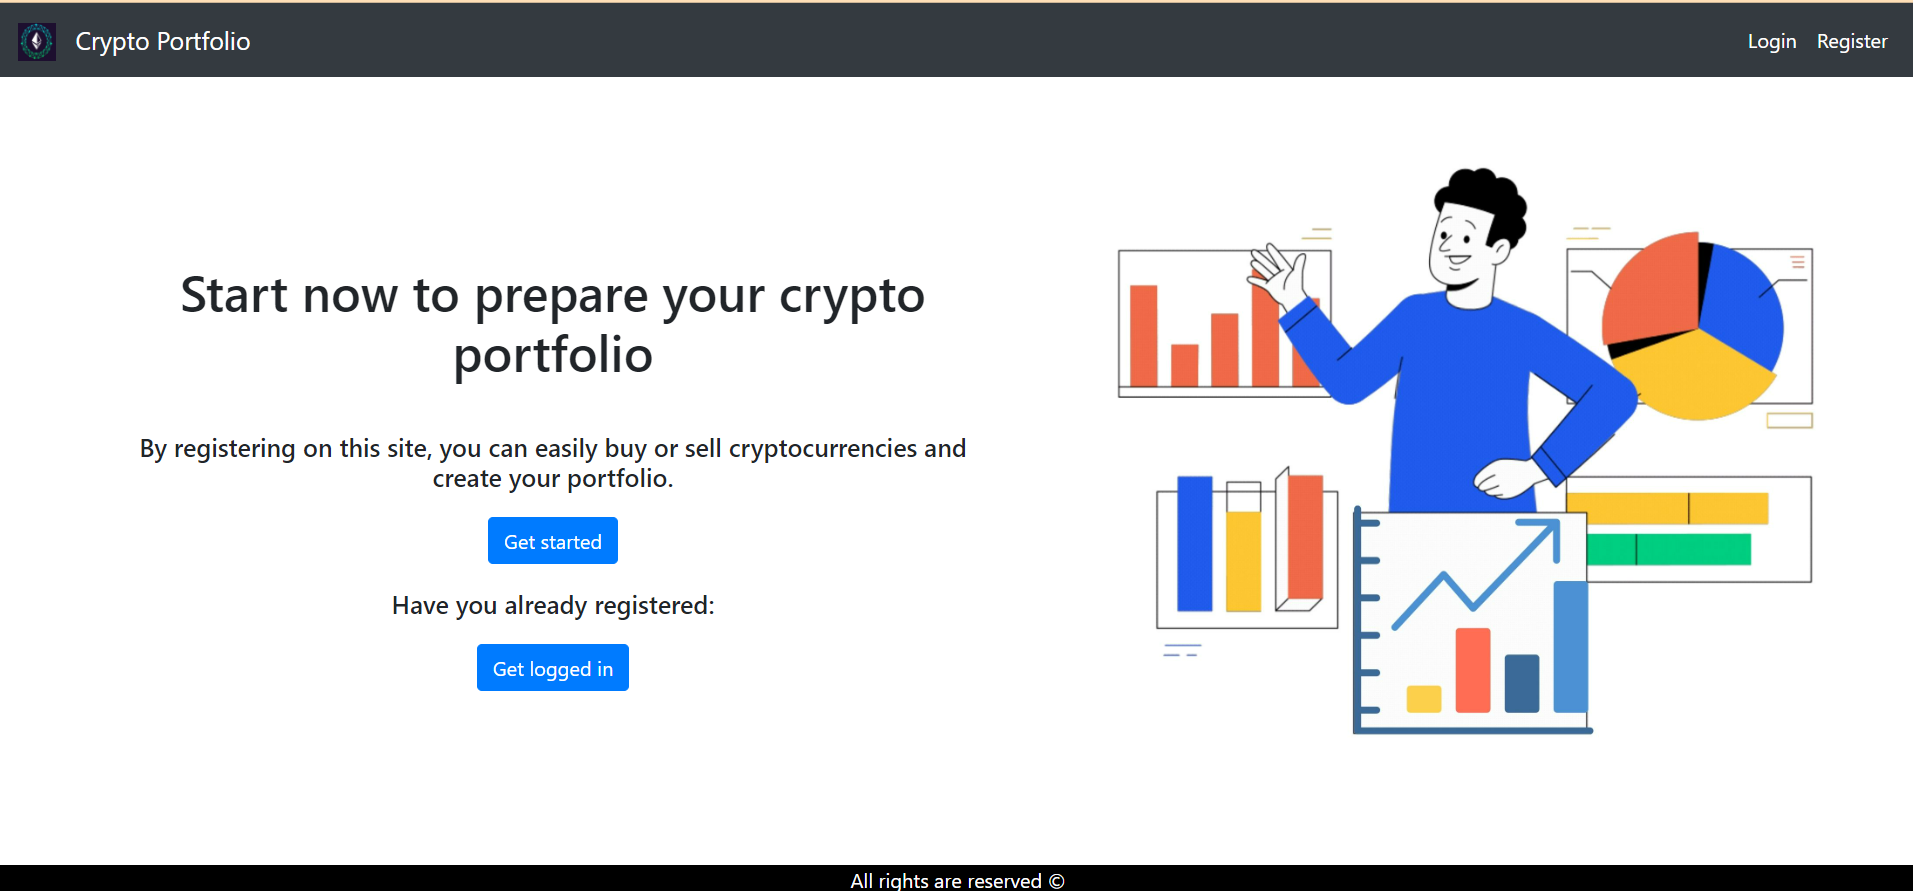 Crypto Portfolio
Login
Register
Start now to prepare your crypto
portfolio
By registering on this site, you can easily buy or sell cryptocurrencies and
create your portfolio.
Get started
Have you already registered:
Get logged in
All rights are reserved ©